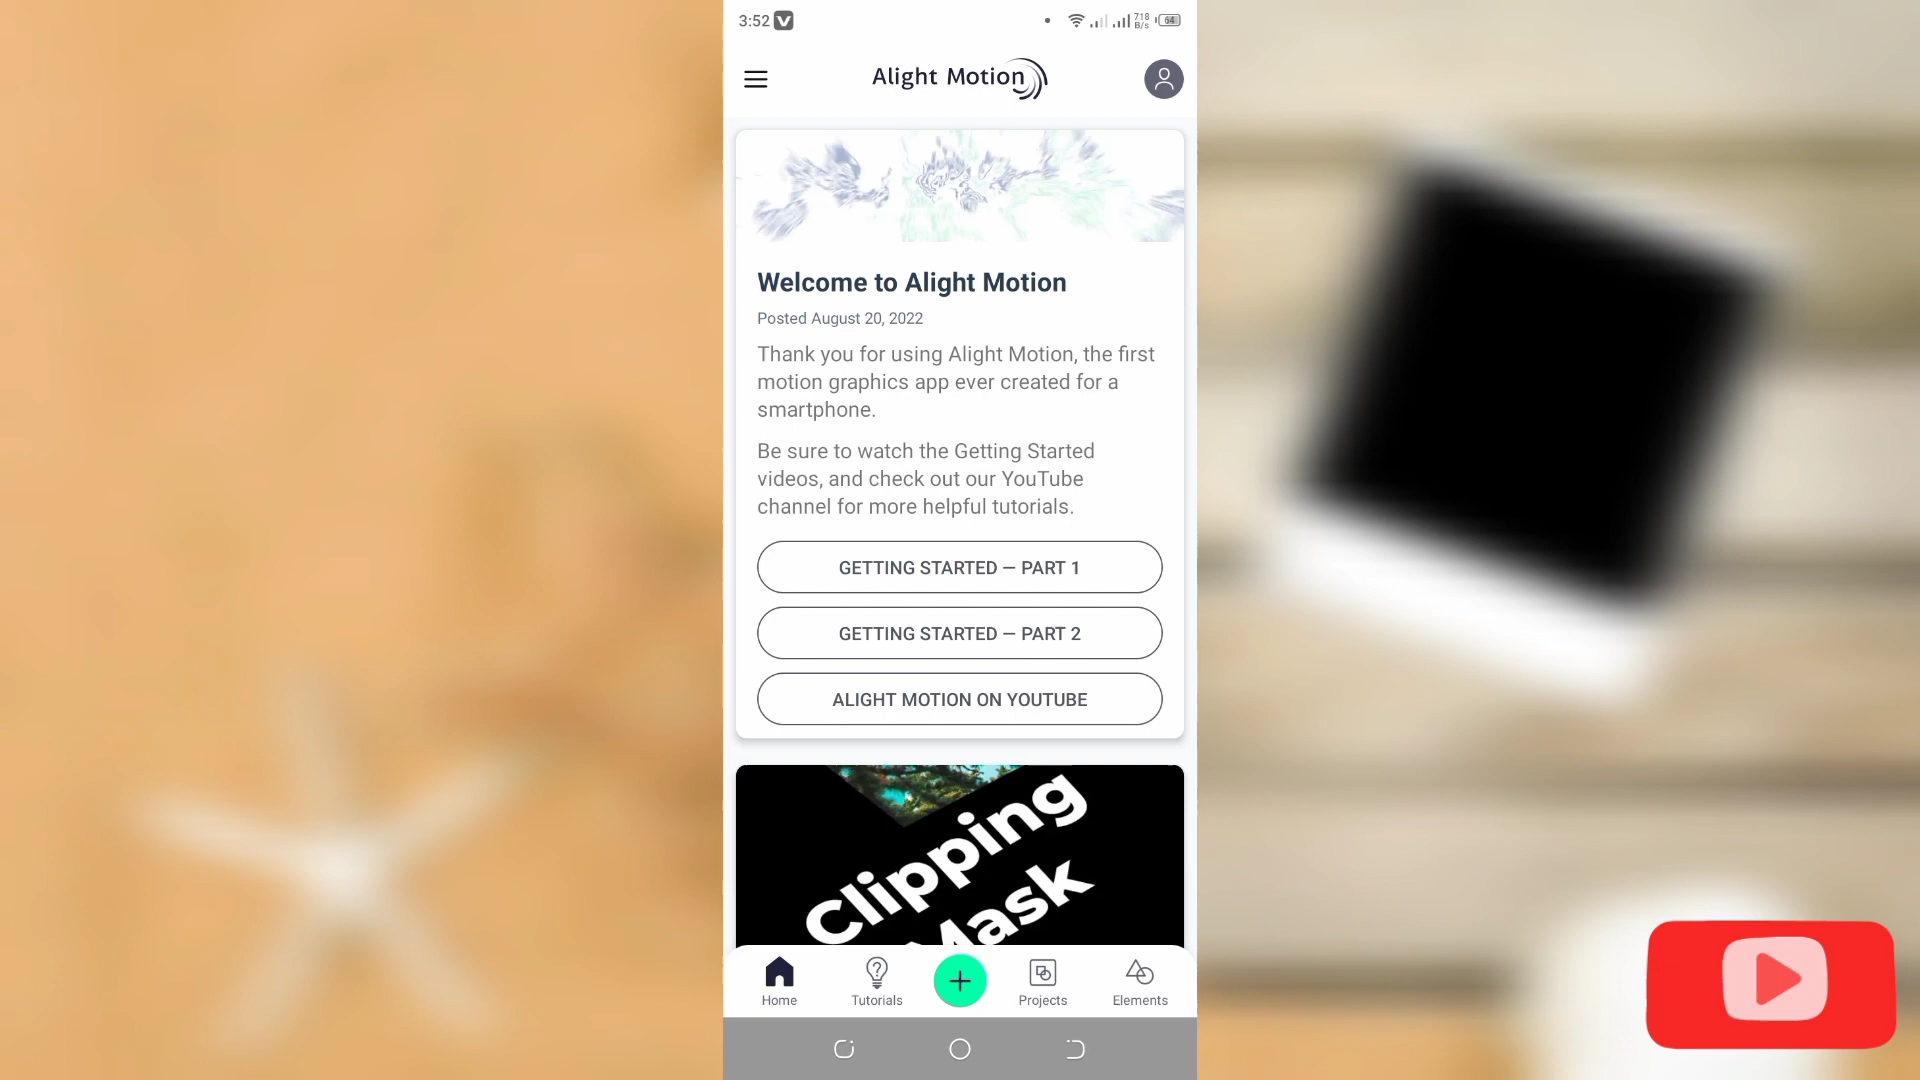 3:52
718
B/s
64
Alight Motion
Welcome to Alight Motion
Posted August 20, 2022
Thank you for using Alight Motion, the first
motion graphics app ever created for a
smartphone.
Be sure to watch the Getting Started
videos, and check out our YouTube
channel for more helpful tutorials.
GETTING STARTED — PART 1
GETTING STARTED — PART 2
ALIGHT MOTION ON YOUTUBE
Clipping
Mask
Home
Tutorials
Projects
Elements